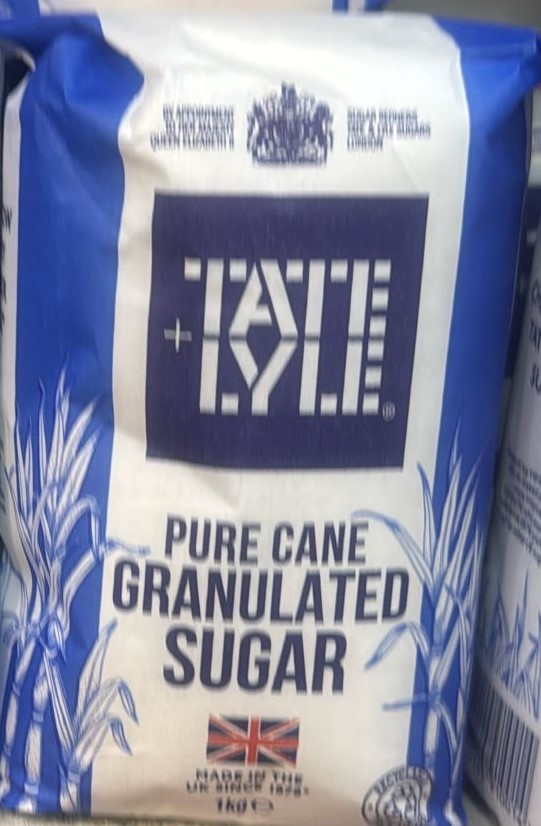 BY APPOINTMENT
TO HER MAJESTY
QUEEN ELIZABETH II
SUGAR REFINERS
TATE & LYLE SUGARS
LONDON
TATE
+
LYLE®
PURE CANE
GRANULATED
SUGAR
MADE IN THE
UK SINCE 1878*
1kg ℮